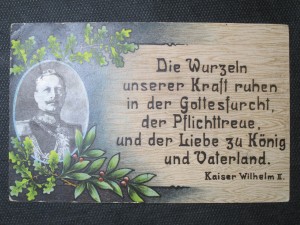 Die Wurzeln
unserer Kraft ruhen
in der Gottesfurcht,
der Pflichttreue,
und der Liebe zu König
und Vaterland.
Kaiser Wilhelm II.